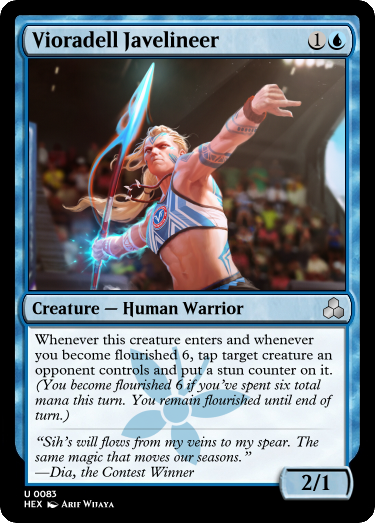 Vioradell Javelineer 1
Creature — Human Warrior
Whenever this creature enters and whenever
you become flourished 6, tap target creature an
opponent controls and put a stun counter on it.
(You become flourished 6 if you've spent six total
mana this turn. You remain flourished until end of
turn.)
“Sih's will flows from my veins to my spear. The
same magic that moves our seasons.”
—Dia, the Contest Winner
2/1
U 0083
HEX Arif Wijaya